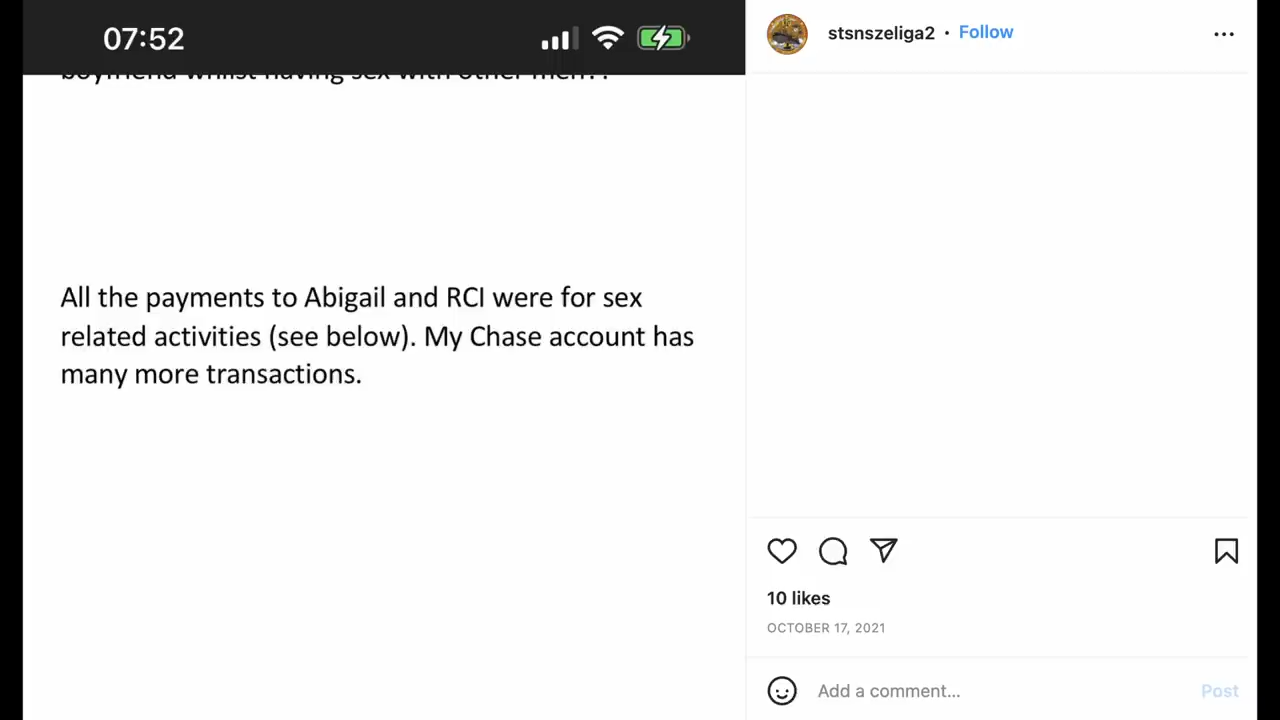 07:52
boyfriend whilst having sex with other men?!
All the payments to Abigail and RCI were for sex
related activities (see below). My Chase account has
many more transactions.
stsnszeliga2 • Follow
10 likes
OCTOBER 17, 2021
Add a comment... Post